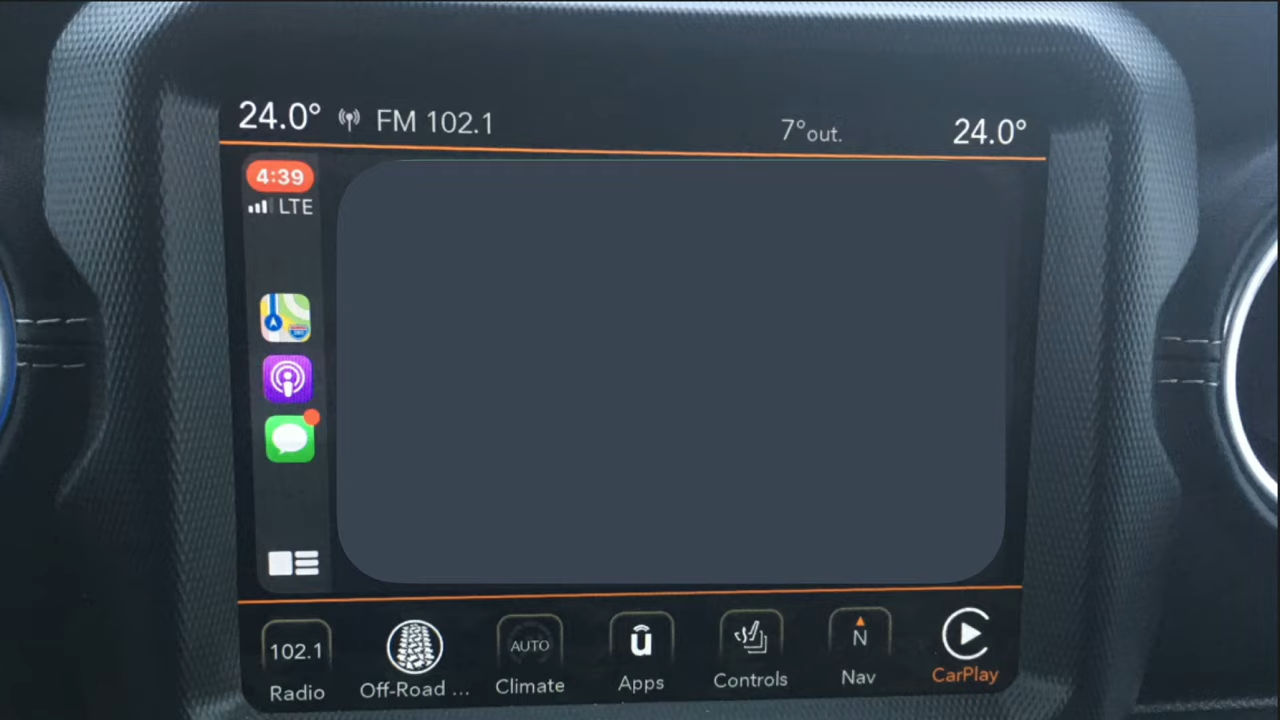 24.0° FM 102.1 7°out. 24.0°
4:39
LTE
102.1 AUTO ū N
Radio Off-Road ... Climate Apps Controls Nav CarPlay